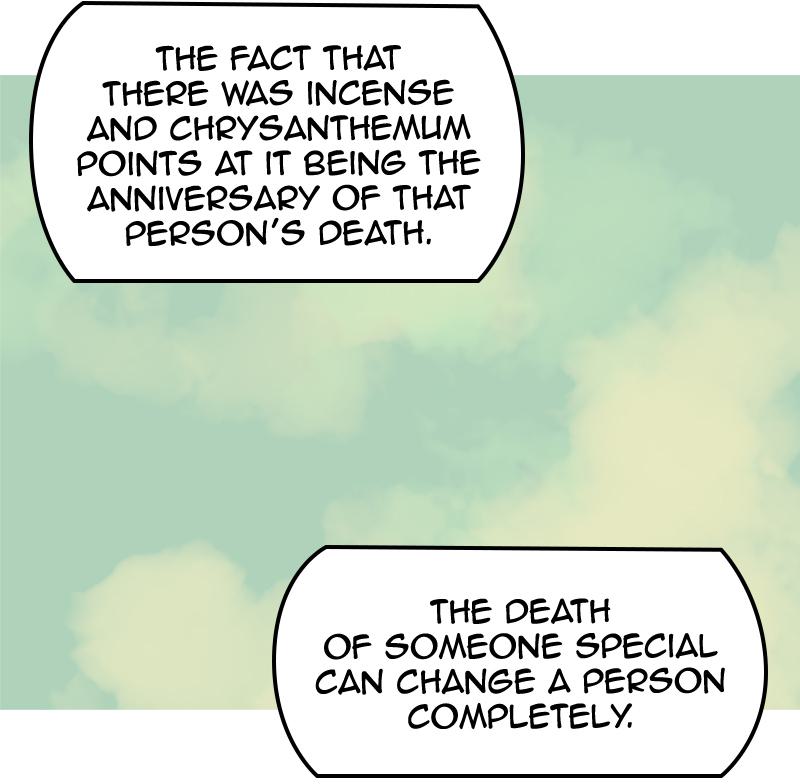 THE FACT THAT
THERE WAS INCENSE
AND CHRYSANTHEMUM
POINTS AT IT BEING THE
ANNIVERSARY OF THAT
PERSON'S DEATH.
THE DEATH
OF SOMEONE SPECIAL
CAN CHANGE A PERSON
COMPLETELY.